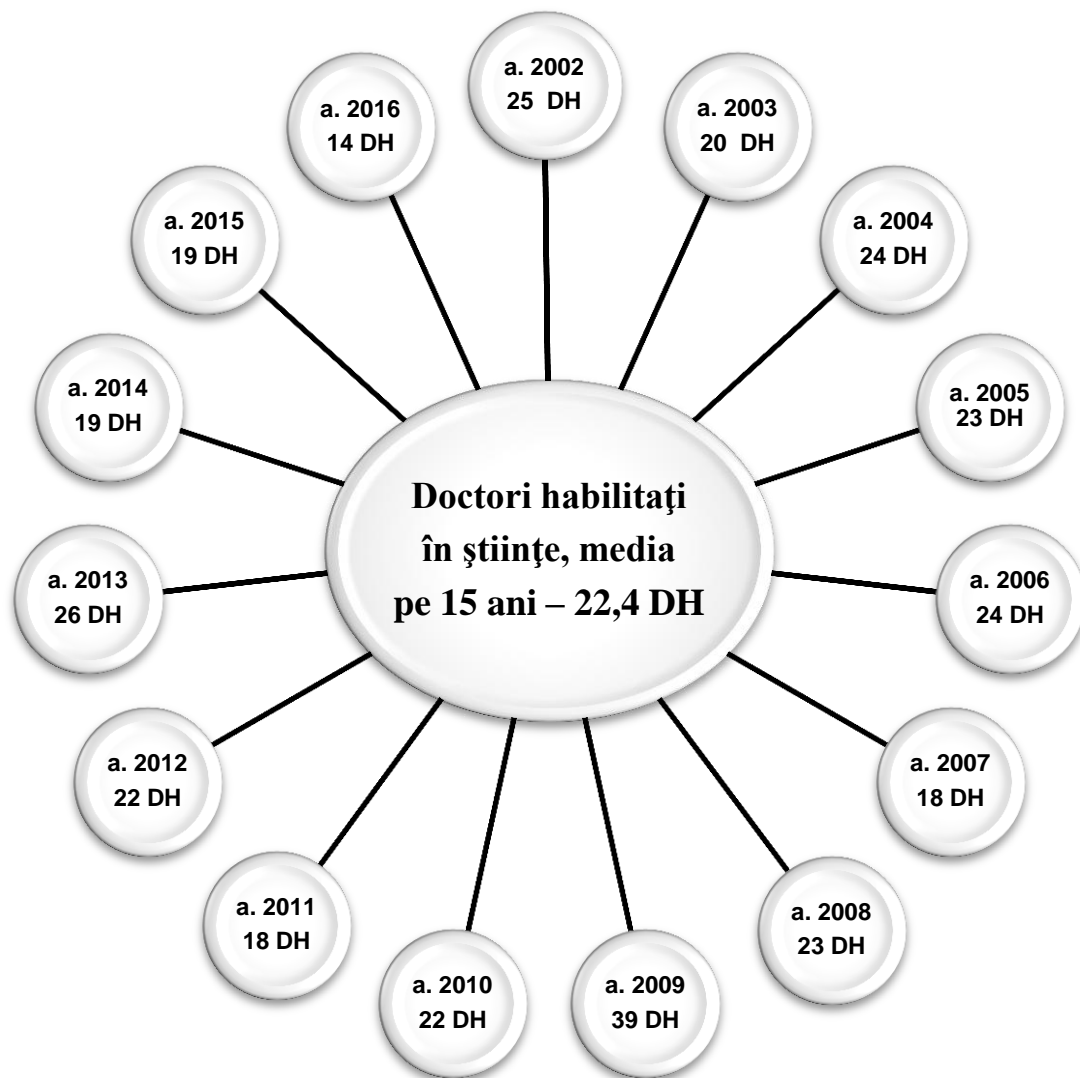 a. 2002
25 DH
a. 2003
20 DH
a. 2004
24 DH
a. 2005
23 DH
a. 2006
24 DH
a. 2007
18 DH
a. 2008
23 DH
a. 2009
39 DH
a. 2010
22 DH
a. 2011
18 DH
a. 2012
22 DH
a. 2013
26 DH
a. 2014
19 DH
a. 2015
19 DH
a. 2016
14 DH
Doctori habilitaţi
în ştiinţe, media
pe 15 ani – 22,4 DH